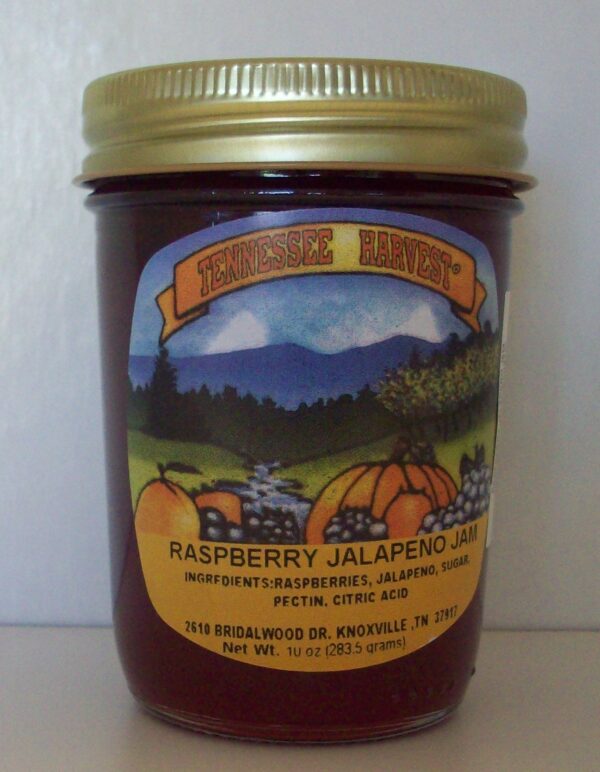 TENNESSEE HARVEST®
RASPBERRY JALAPENO JAM
INGREDIENTS:RASPBERRIES, JALAPENO, SUGAR,
PECTIN, CITRIC ACID
2610 BRIDALWOOD DR. KNOXVILLE ,TN 37917
Net Wt. 10 oz (283.5 grams)